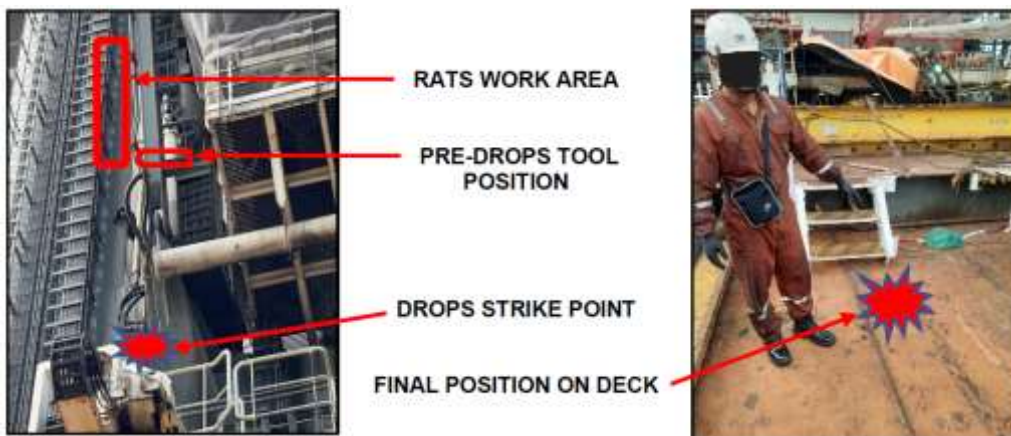 RATS WORK AREA
PRE-DROPS TOOL
POSITION
DROPS STRIKE POINT
FINAL POSITION ON DECK